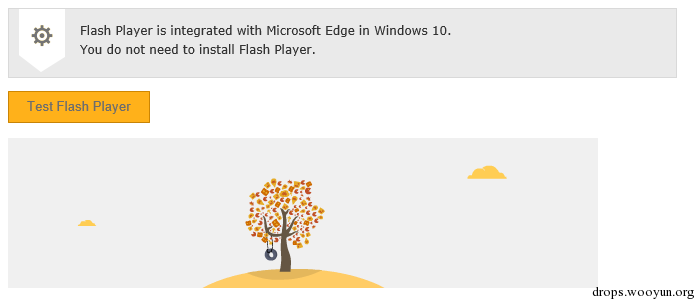 Flash Player is integrated with Microsoft Edge in Windows 10.
You do not need to install Flash Player.
Test Flash Player
drops.wooyun.org